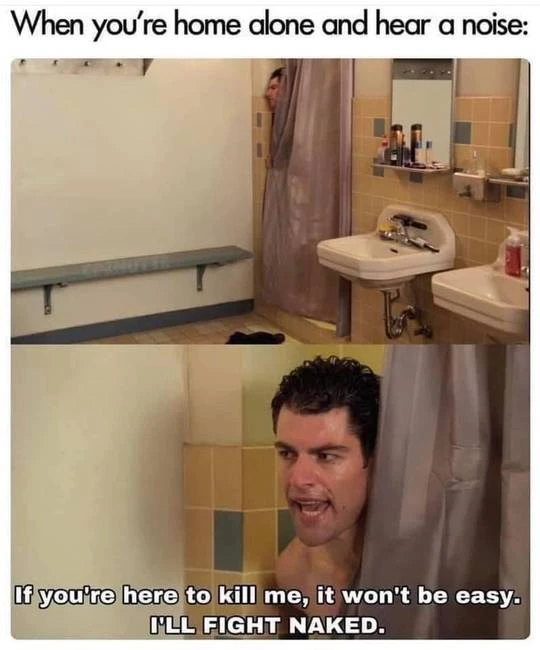 When you're home alone and hear a noise:
If you're here to kill me, it won't be easy.
I'LL FIGHT NAKED.